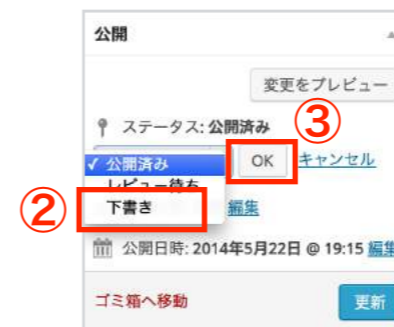 公開
変更をプレビュー
ステータス: 公開済み
③
✓ 公開済み
OK キャンセル
レビュー待ち
② 下書き
編集
公開日時: 2014年5月22日 @ 19:15 編集
ゴミ箱へ移動
更新